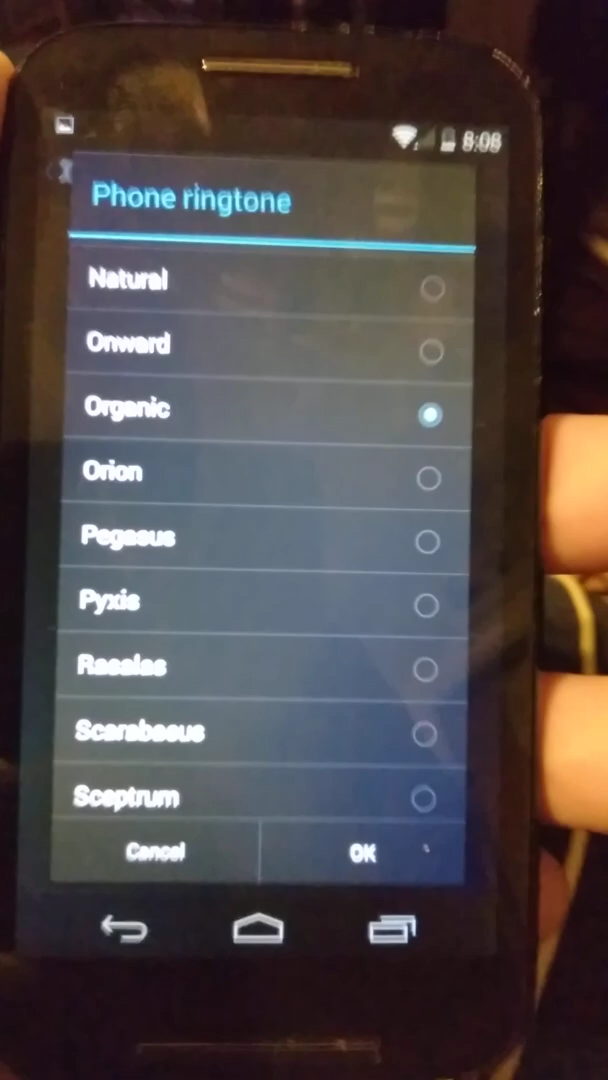 8:08
Phone ringtone
Natural
Onward
Organic
Orion
Pegasus
Pyxis
Rasalas
Scarabaeus
Sceptrum
Cancel
OK